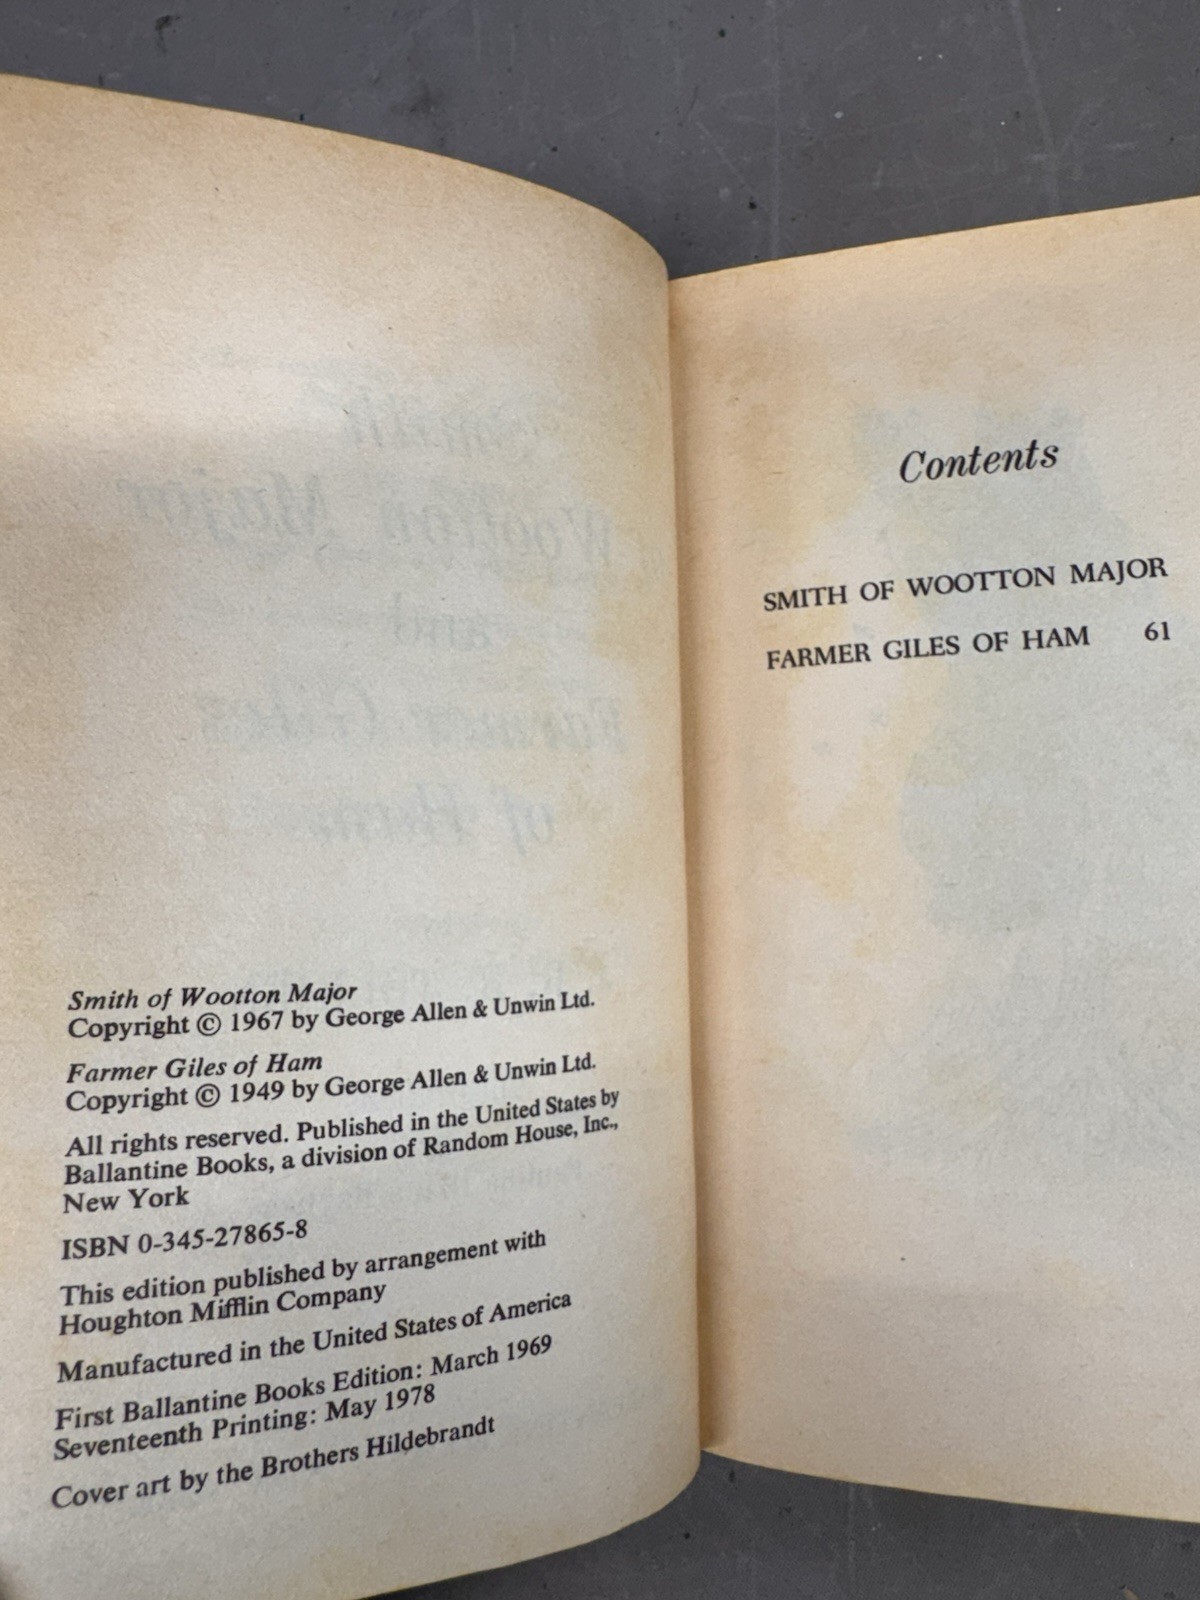 Smith of Wootton Major
Copyright © 1967 by George Allen & Unwin Ltd.
Farmer Giles of Ham
Copyright © 1949 by George Allen & Unwin Ltd.
All rights reserved. Published in the United States by
Ballantine Books, a division of Random House, Inc.,
New York
ISBN 0-345-27865-8
This edition published by arrangement with
Houghton Mifflin Company
Manufactured in the United States of America
First Ballantine Books Edition: March 1969
Seventeenth Printing: May 1978
Cover art by the Brothers Hildebrandt
Contents
SMITH OF WOOTTON MAJOR
FARMER GILES OF HAM 61